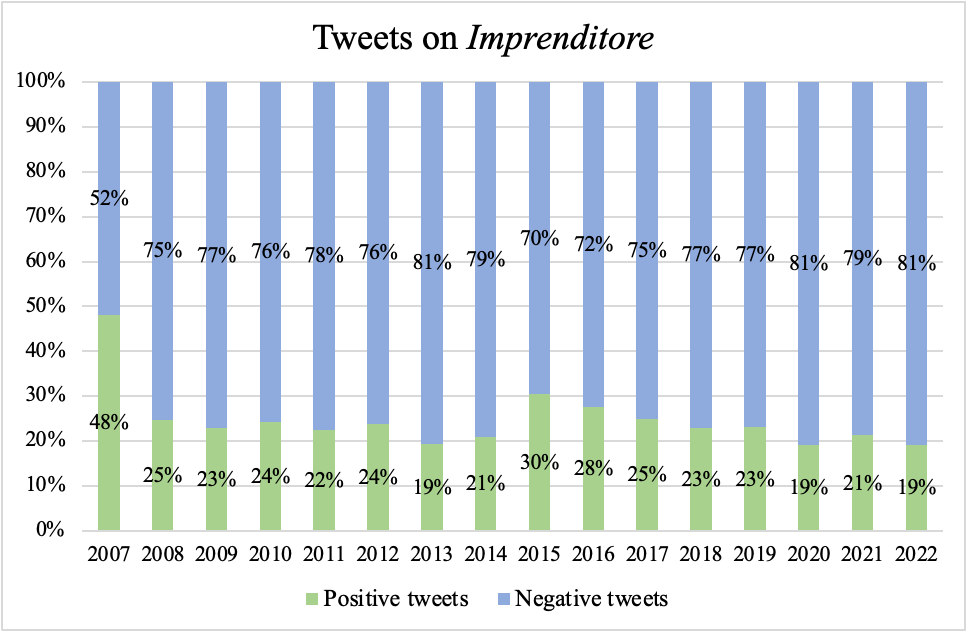 Tweets on Imprenditore
100%
90%
80%
70%
60%
50%
40%
30%
20%
10%
0%
52% 75% 77% 76% 78% 76% 81% 79% 70% 72% 75% 77% 77% 81% 79% 81%
48% 25% 23% 24% 22% 24% 19% 21% 30% 28% 25% 23% 23% 19% 21% 19%
2007 2008 2009 2010 2011 2012 2013 2014 2015 2016 2017 2018 2019 2020 2021 2022
Positive tweets Negative tweets